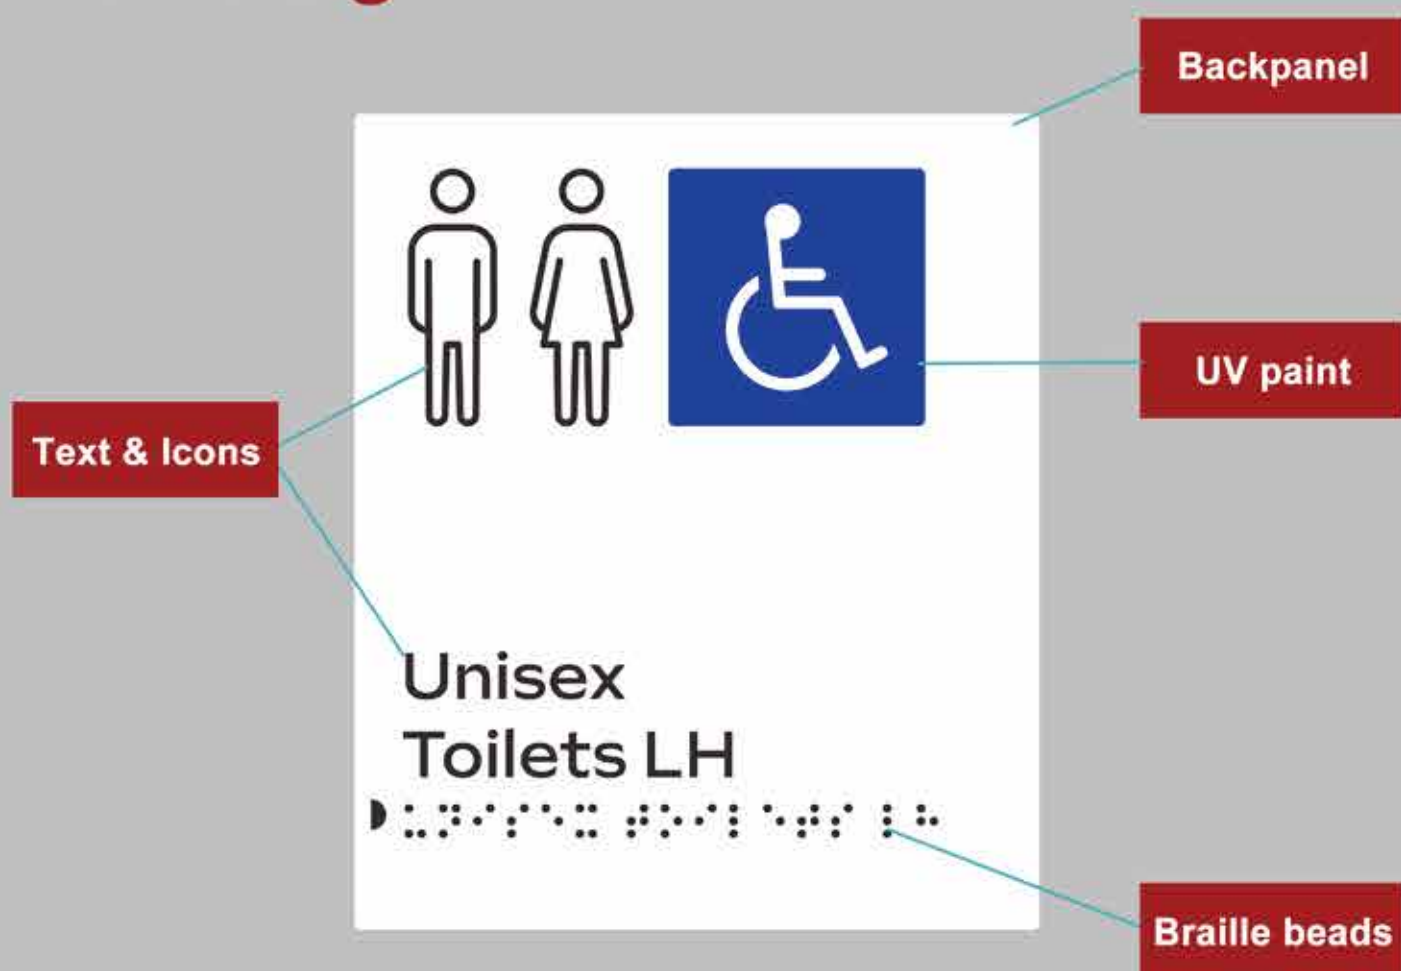 Backpanel
UV paint
Text & Icons
Unisex
Toilets LH
⠥⠝⠊⠎⠑⠭ ⠞⠕⠊⠇⠑⠞⠎ ⠇⠓
Braille beads